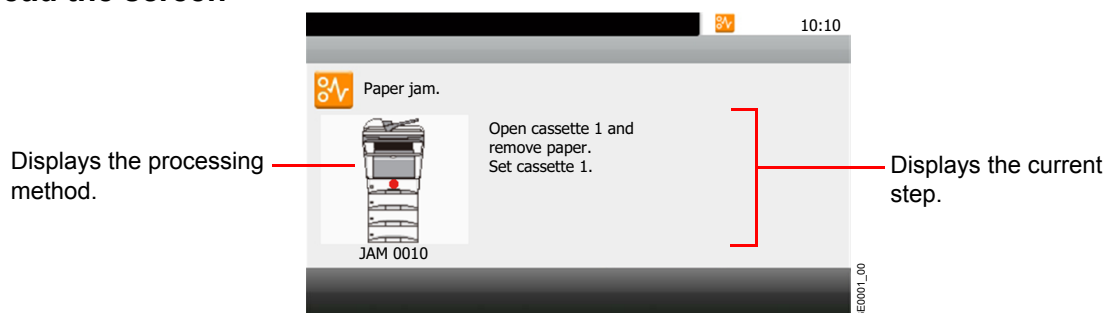 10:10
Paper jam.
Open cassette 1 and
remove paper.
Set cassette 1.
JAM 0010
Displays the processing
method.
Displays the current
step.